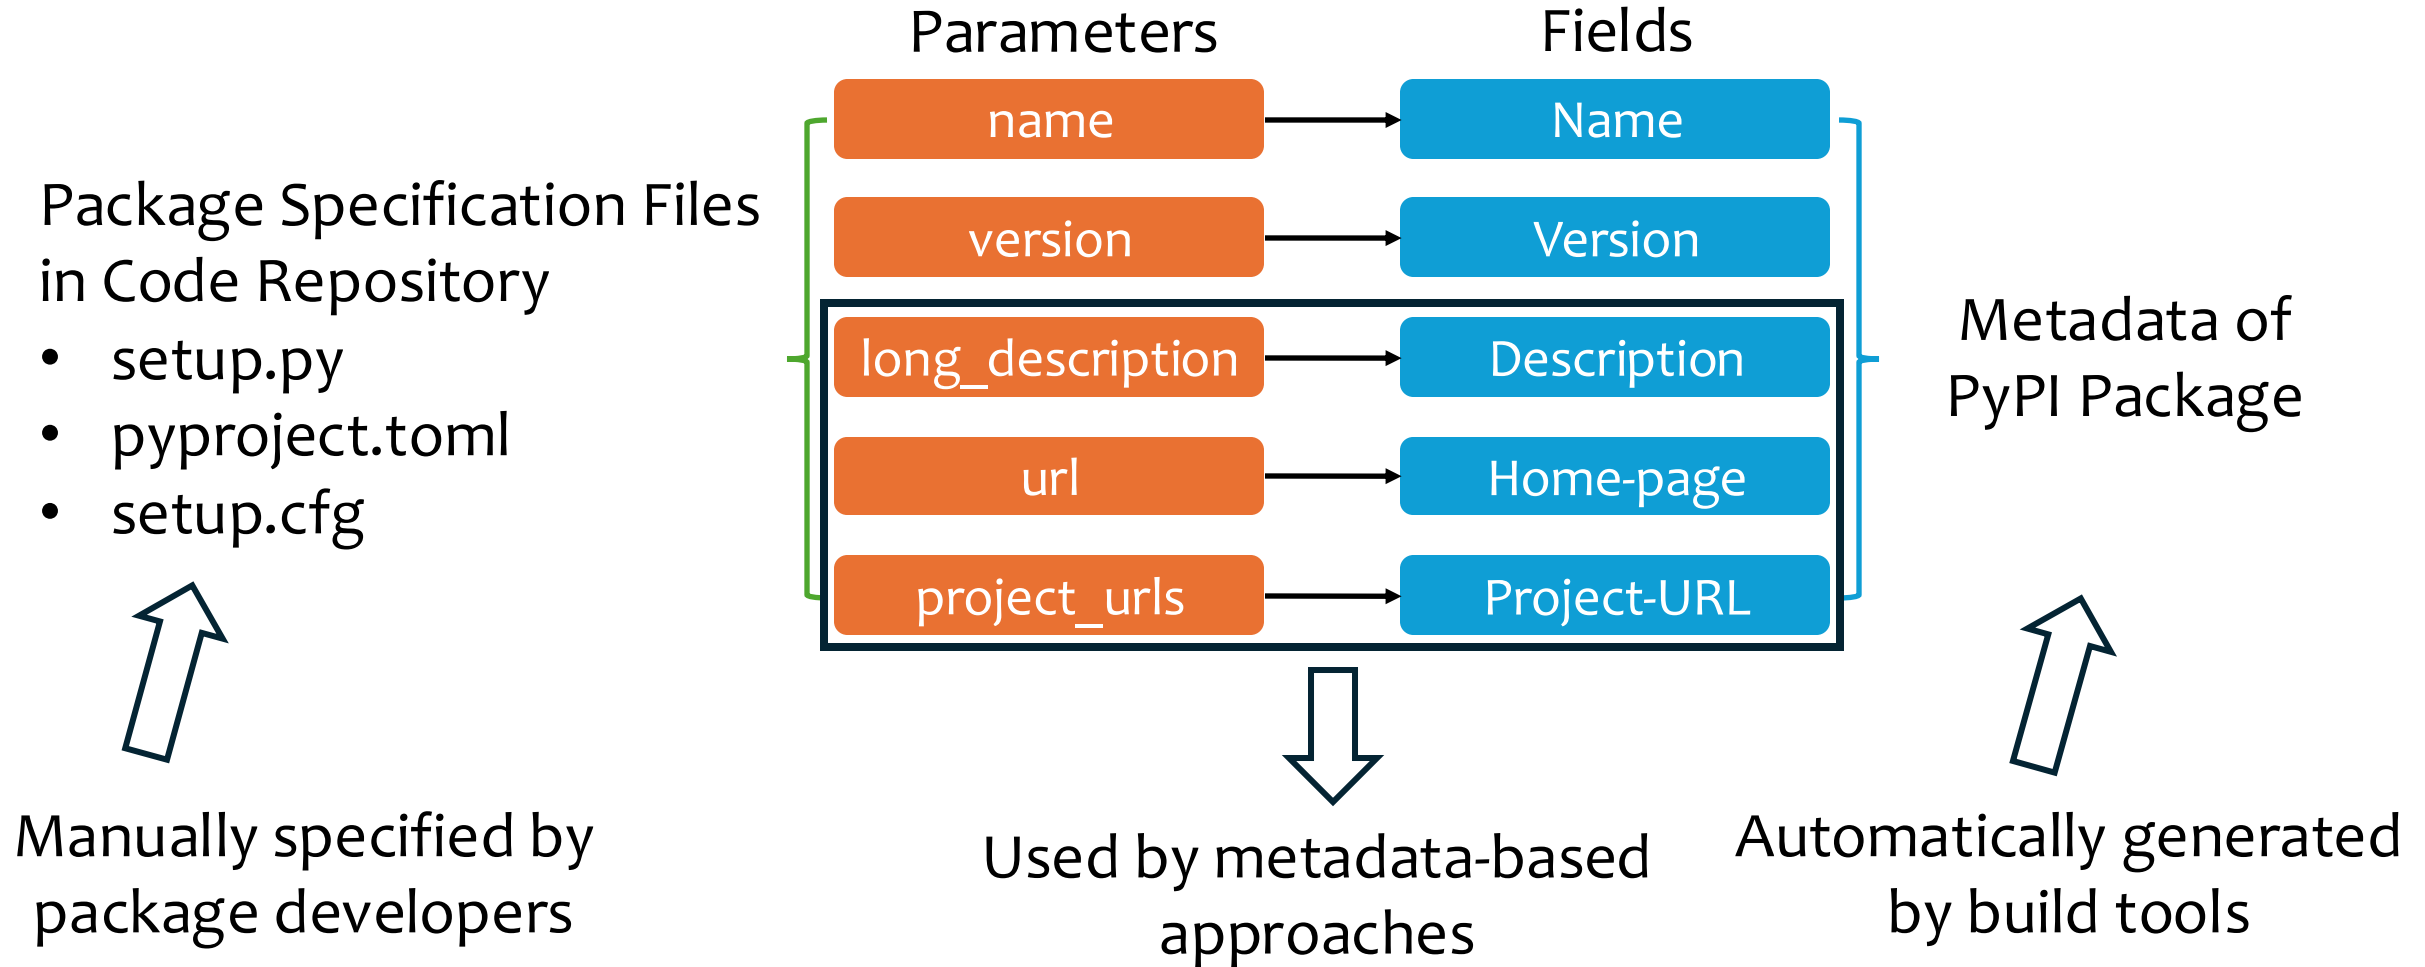 Parameters
Fields
name
Name
version
Version
long_description
Description
url
Home-page
project_urls
Project-URL
Package Specification Files
in Code Repository
• setup.py
• pyproject.toml
• setup.cfg
Metadata of
PyPI Package
Manually specified by
package developers
Used by metadata-based
approaches
Automatically generated
by build tools